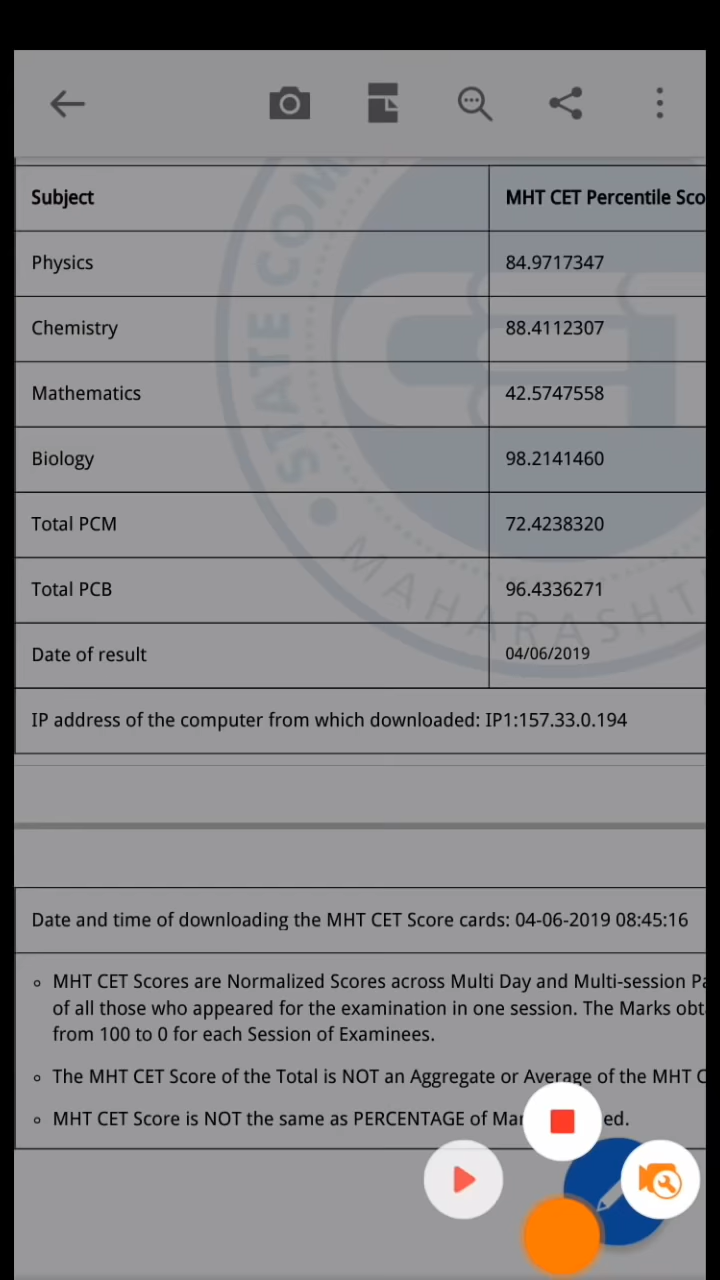 Subject MHT CET Percentile Sco
Physics 84.9717347
Chemistry 88.4112307
Mathematics 42.5747558
Biology 98.2141460
Total PCM 72.4238320
Total PCB 96.4336271
Date of result 04/06/2019
IP address of the computer from which downloaded: IP1:157.33.0.194
STATE COM
MAHARASHT
Date and time of downloading the MHT CET Score cards: 04-06-2019 08:45:16
MHT CET Scores are Normalized Scores across Multi Day and Multi-session Pa
of all those who appeared for the examination in one session. The Marks obt
from 100 to 0 for each Session of Examinees.
The MHT CET Score of the Total is NOT an Aggregate or Average of the MHT C
MHT CET Score is NOT the same as PERCENTAGE of Mar ed.